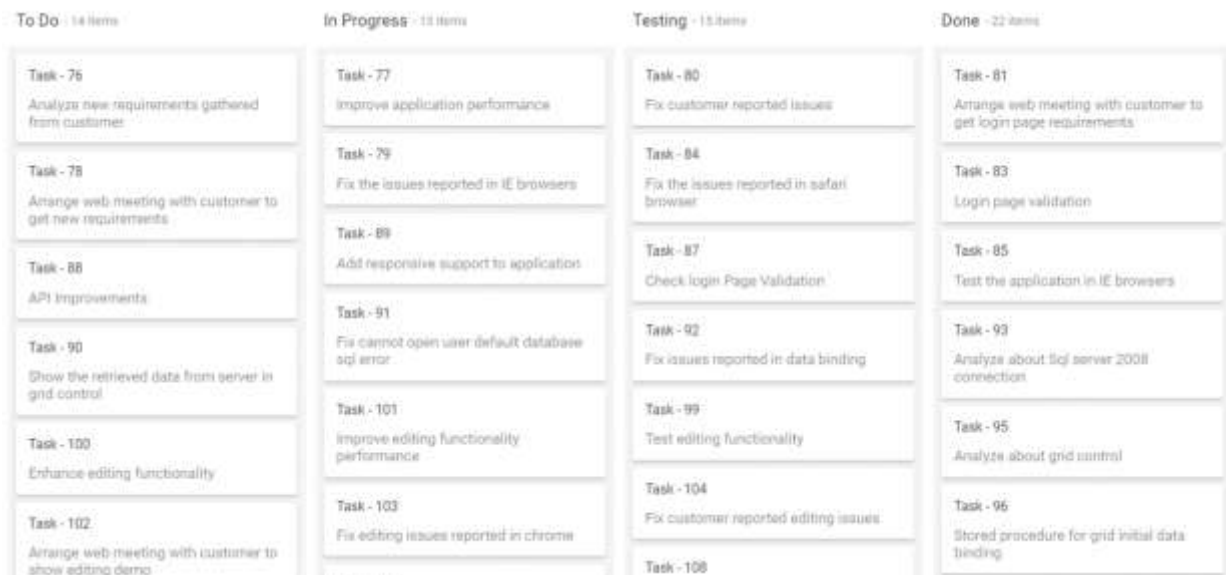 To Do - 14 items
Task - 76
Analyze new requirements gathered
from customer
Task - 78
Arrange web meeting with customer to
get new requirements
Task - 88
API Improvements
Task - 90
Show the retrieved data from server in
grid control
Task - 100
Enhance editing functionality
Task - 102
Arrange web meeting with customer to
show editing demo
In Progress - 13 items
Task - 77
Improve application performance
Task - 79
Fix the issues reported in IE browsers
Task - 89
Add responsive support to application
Task - 91
Fix cannot open user default database
sql error
Task - 101
Improve editing functionality
performance
Task - 103
Fix editing issues reported in chrome
Testing - 15 items
Task - 80
Fix customer reported issues
Task - 84
Fix the issues reported in safari
browser
Task - 87
Check login Page Validation
Task - 92
Fix issues reported in data binding
Task - 99
Test editing functionality
Task - 104
Fix customer reported editing issues
Task - 108
Done - 22 items
Task - 81
Arrange web meeting with customer to
get login page requirements
Task - 83
Login page validation
Task - 85
Test the application in IE browsers
Task - 93
Analyze about Sql server 2008
connection
Task - 95
Analyze about grid control
Task - 96
Stored procedure for grid initial data
binding